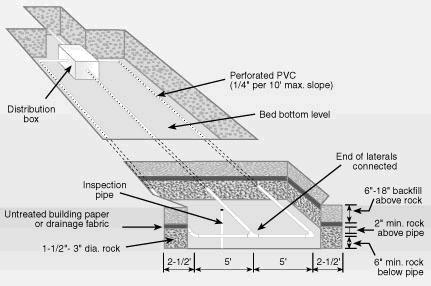 Perforated PVC
(1/4" per 10' max. slope)
Distribution
box
Bed bottom level
End of laterals
connected
Inspection
pipe
6"-18" backfill
above rock
Untreated building paper
or drainage fabric
2" min. rock
above pipe
1-1/2"- 3" dia. rock
6" min. rock
below pipe
2-1/2' 5' 5' 2-1/2'